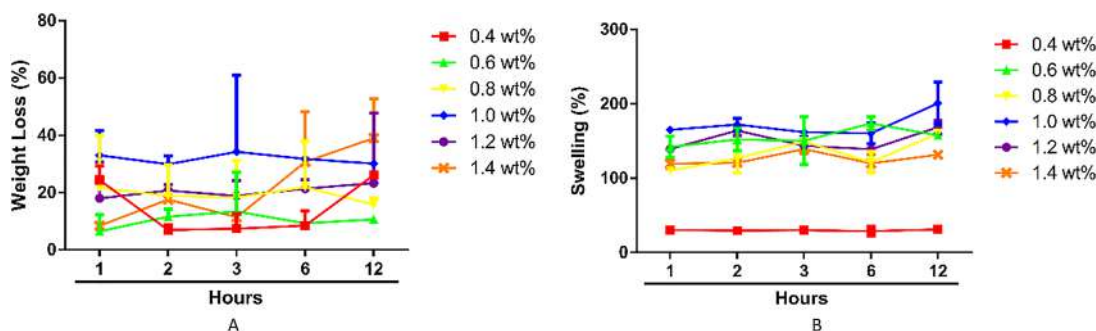 Weight Loss (%)
80
60
40
20
0
1 2 3 6 12
Hours
A
0.4 wt%
0.6 wt%
0.8 wt%
1.0 wt%
1.2 wt%
1.4 wt%
Swelling (%)
300
200
100
0
1 2 3 6 12
Hours
B
0.4 wt%
0.6 wt%
0.8 wt%
1.0 wt%
1.2 wt%
1.4 wt%